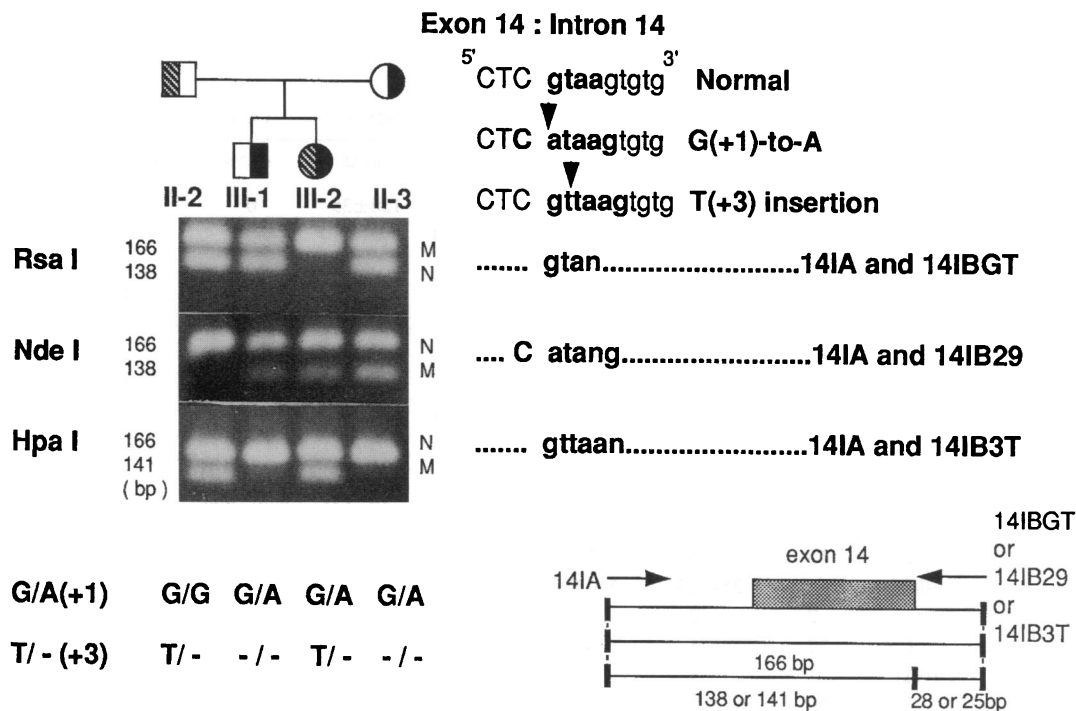 Exon 14 : Intron 14
5' 3'
CTC gtaagtgtg Normal
CTC ataagtgtg G(+1)-to-A
CTC gttaagtgtg T(+3) insertion
II-2 III-1 III-2 II-3
Rsa I 166 M
138 N
....... gtan..........................14IA and 14IBGT
Nde I 166 N
138 M
.... C atang.......................14IA and 14IB29
Hpa I 166 N
141 M
( bp )
....... gttaan........................14IA and 14IB3T
G/A(+1) G/G G/A G/A G/A
T/ - (+3) T/ - - / - T/ - - / -
14IA
exon 14
14IBGT
or
14IB29
or
14IB3T
166 bp
138 or 141 bp 28 or 25bp